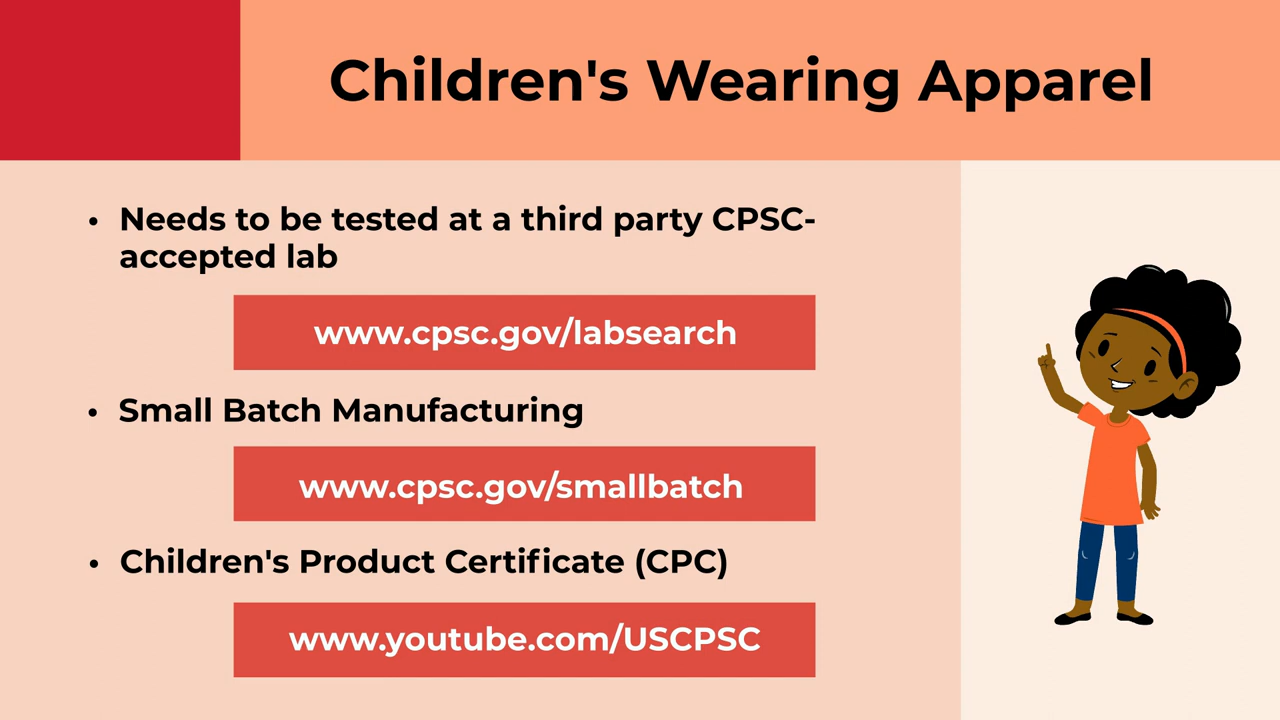 Children's Wearing Apparel
• Needs to be tested at a third party CPSC-
accepted lab
www.cpsc.gov/labsearch
• Small Batch Manufacturing
www.cpsc.gov/smallbatch
• Children's Product Certificate (CPC)
www.youtube.com/USCPSC